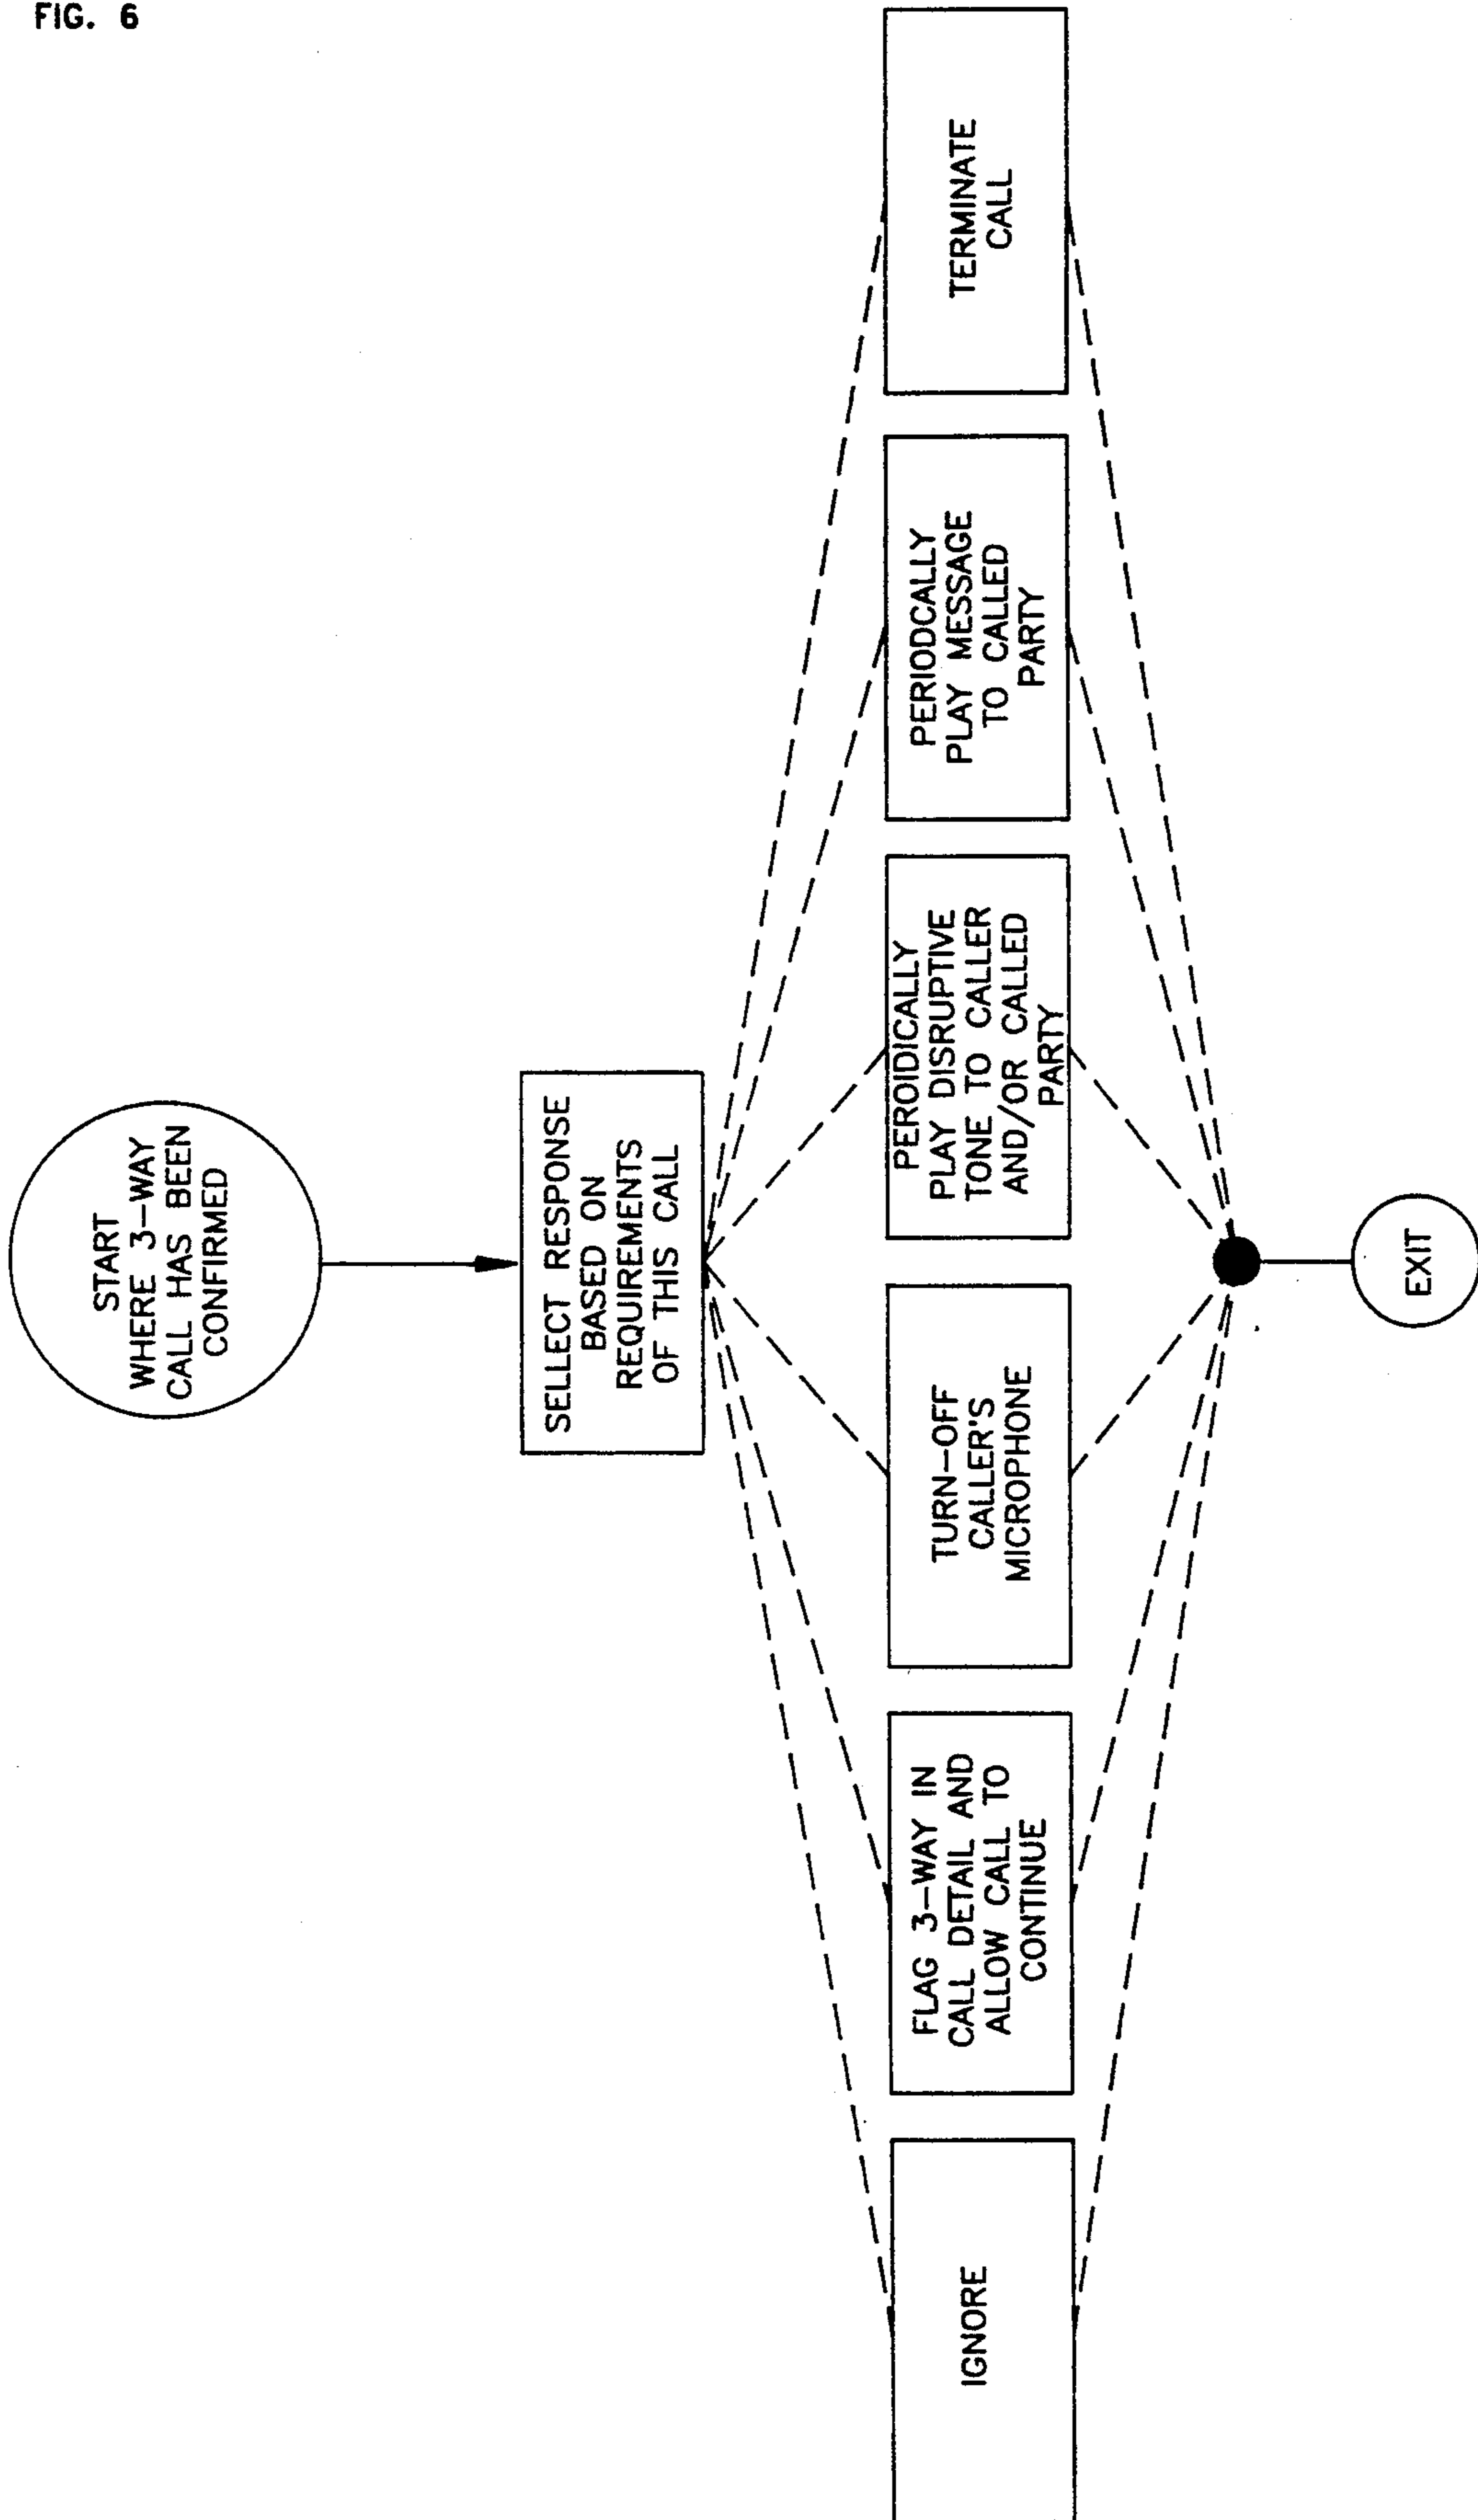 FIG. 6
START
WHERE 3-WAY
CALL HAS BEEN
CONFIRMED
SELLECT RESPONSE
BASED ON
REQUIREMENTS
OF THIS CALL
IGNORE
FLAG 3-WAY IN
CALL DETAIL AND
ALLOW CALL TO
CONTINUE
TURN-OFF
CALLER'S
MICROPHONE
PEROIDICALLY
PLAY DISRUPTIVE
TONE TO CALLER
AND/OR CALLED
PARTY
PERIODCALLY
PLAY MESSAGE
TO CALLED
PARTY
TERMINATE
CALL
EXIT